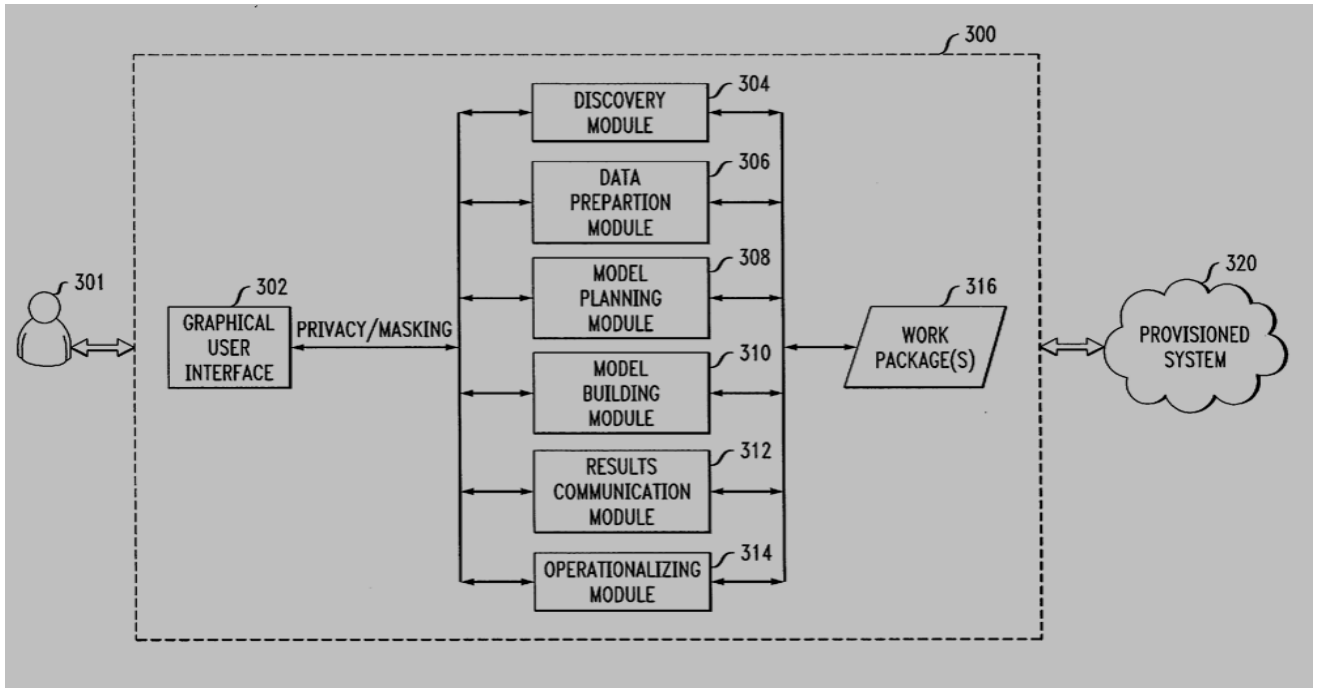 300
304
DISCOVERY
MODULE
306
DATA
PREPARTION
MODULE
301
302
GRAPHICAL
USER
INTERFACE
PRIVACY/MASKING
308
MODEL
PLANNING
MODULE
310
MODEL
BUILDING
MODULE
312
RESULTS
COMMUNICATION
MODULE
314
OPERATIONALIZING
MODULE
316
WORK
PACKAGE(S)
320
PROVISIONED
SYSTEM